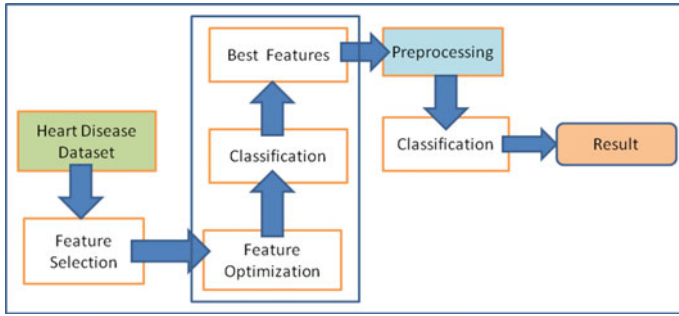 Heart Disease
Dataset
Feature
Selection
Feature
Optimization
Classification
Best Features
Preprocessing
Classification
Result